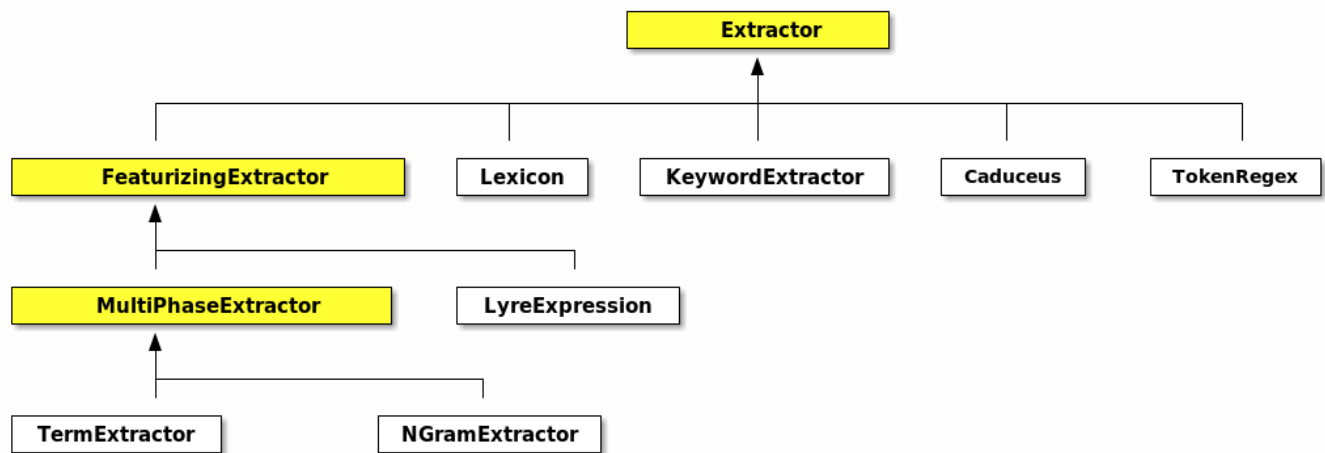 Extractor
FeaturizingExtractor
Lexicon
KeywordExtractor
Caduceus
TokenRegex
MultiPhaseExtractor
LyreExpression
TermExtractor
NGramExtractor